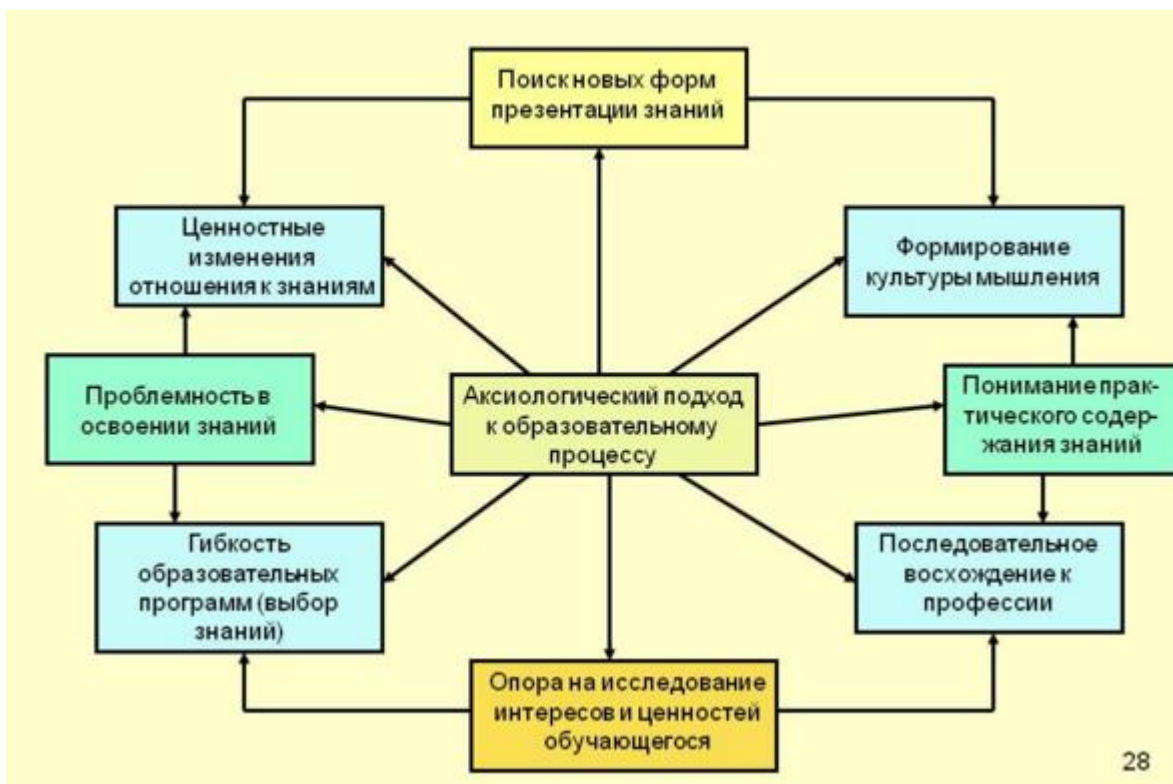 Поиск новых форм
презентации знаний
Ценностные
изменения
отношения к знаниям
Формирование
культуры мышления
Проблемность в
освоении знаний
Аксиологический подход
к образовательному
процессу
Понимание прак-
тического содер-
жания знаний
Гибкость
образовательных
программ (выбор
знаний)
Последовательное
восхождение к
профессии
Опора на исследование
интересов и ценностей
обучающегося
28